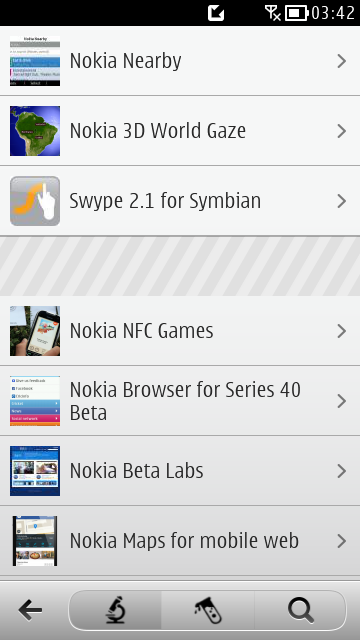 03:42
Nokia Nearby
Nokia 3D World Gaze
Swype 2.1 for Symbian
Nokia NFC Games
Nokia Browser for Series 40
Beta
Nokia Beta Labs
Nokia Maps for mobile web